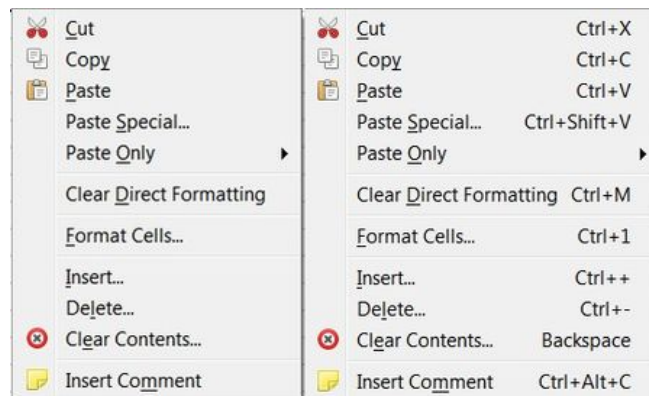 Cut
Copy
Paste
Paste Special...
Paste Only
Clear Direct Formatting
Format Cells...
Insert...
Delete...
Clear Contents...
Insert Comment
Cut Ctrl+X
Copy Ctrl+C
Paste Ctrl+V
Paste Special... Ctrl+Shift+V
Paste Only
Clear Direct Formatting Ctrl+M
Format Cells... Ctrl+1
Insert... Ctrl++
Delete... Ctrl+-
Clear Contents... Backspace
Insert Comment Ctrl+Alt+C